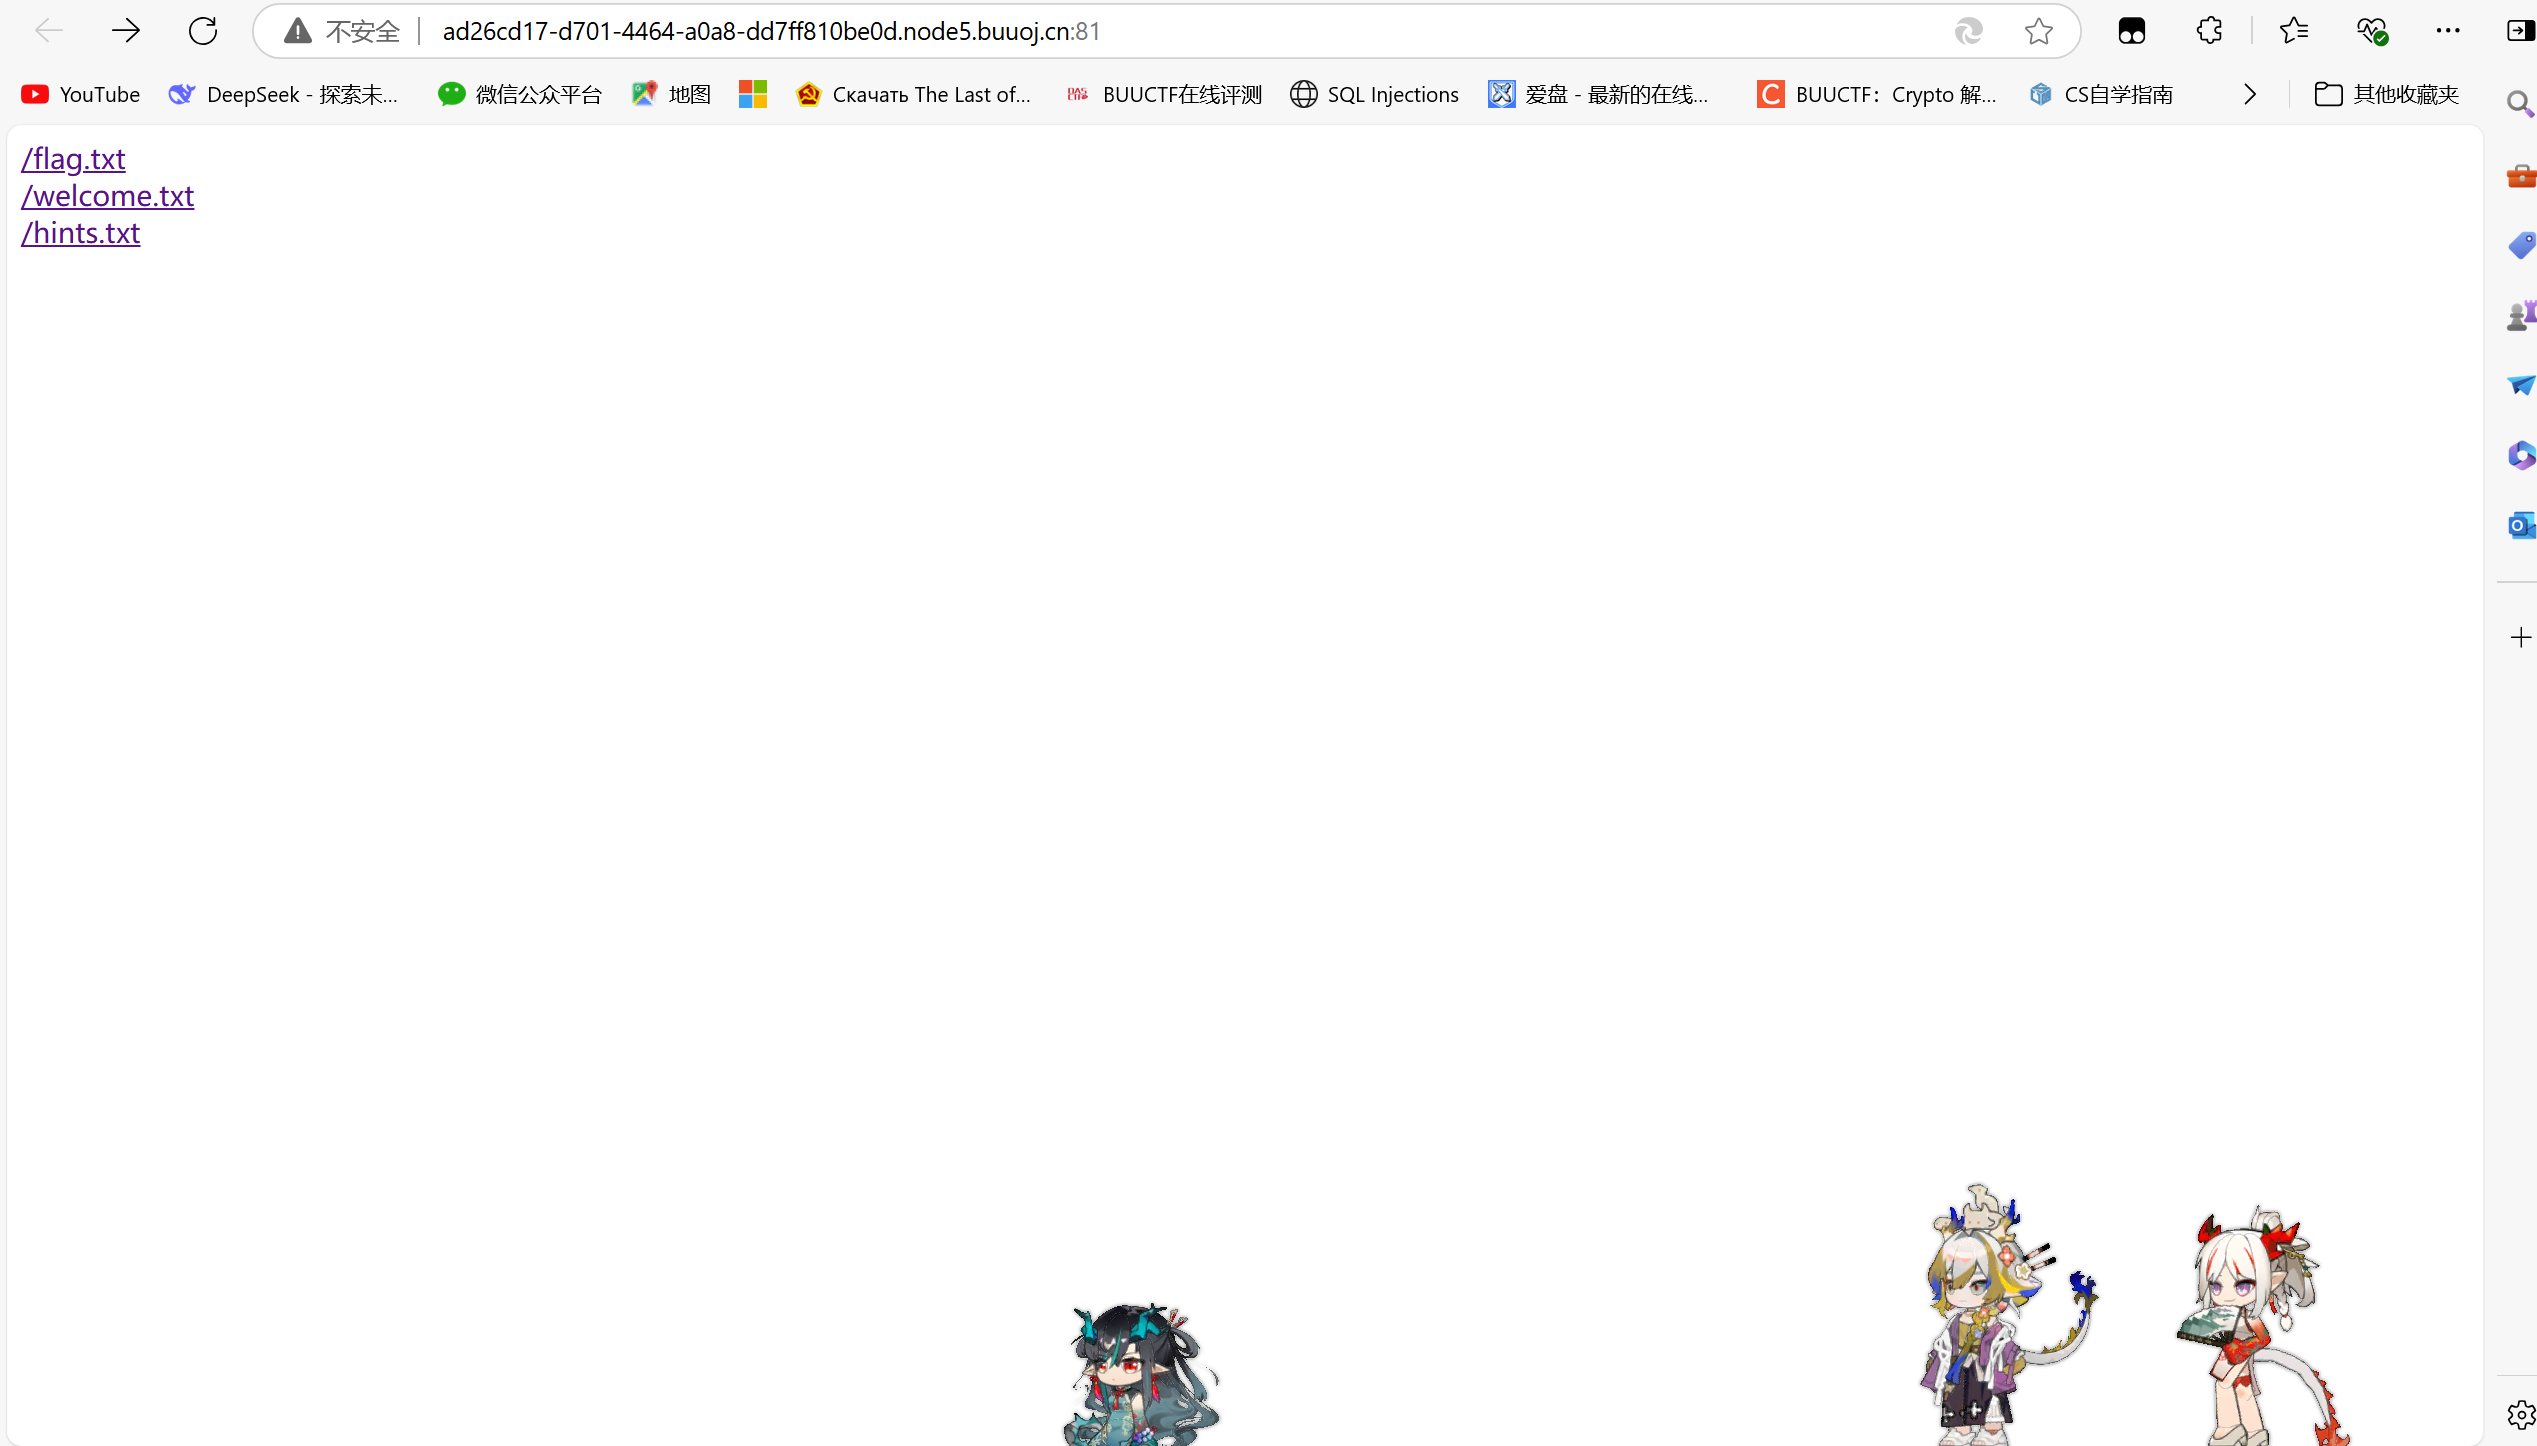 不安全 ad26cd17-d701-4464-a0a8-dd7ff810be0d.node5.buuoj.cn:81
YouTube DeepSeek - 探索未... 微信公众平台 地图 Скачать The Last of... BUUCTF在线评测 SQL Injections 爱盘 - 最新的在线... BUUCTF：Crypto 解... CS自学指南 其他收藏夹
/flag.txt
/welcome.txt
/hints.txt